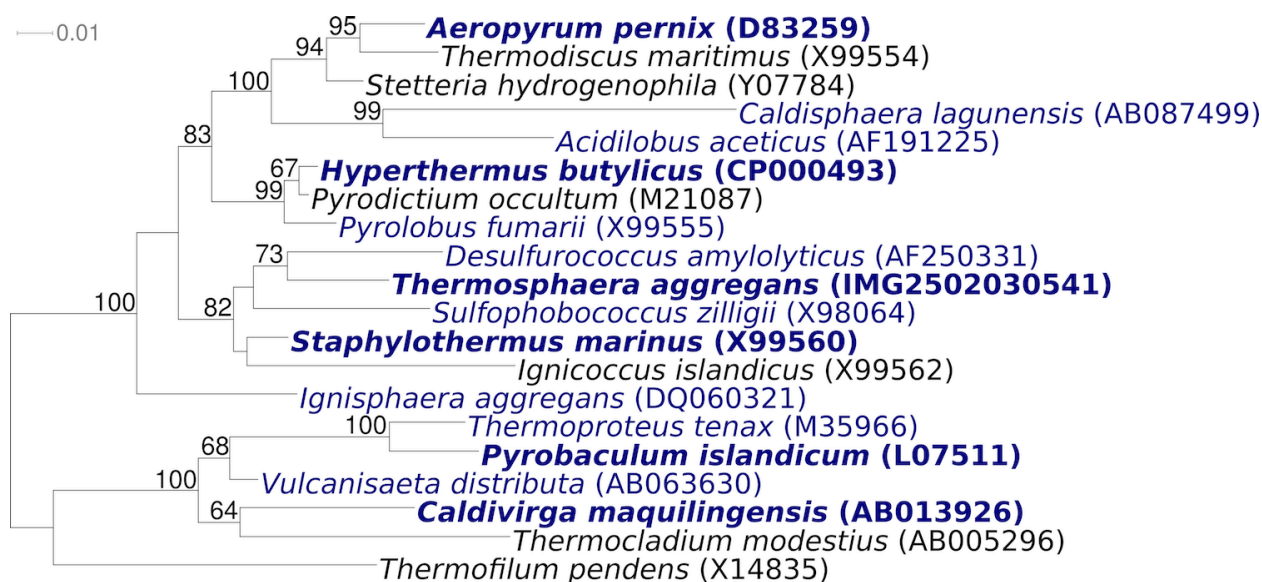 0.01
95
Aeropyrum pernix (D83259)
94
Thermodiscus maritimus (X99554)
100
Stetteria hydrogenophila (Y07784)
99
Caldisphaera lagunensis (AB087499)
83
Acidilobus aceticus (AF191225)
67
Hyperthermus butylicus (CP000493)
99
Pyrodictium occultum (M21087)
Pyrolobus fumarii (X99555)
73
Desulfurococcus amylolyticus (AF250331)
Thermosphaera aggregans (IMG2502030541)
100
82
Sulfophobococcus zilligii (X98064)
Staphylothermus marinus (X99560)
Ignicoccus islandicus (X99562)
Ignisphaera aggregans (DQ060321)
100
Thermoproteus tenax (M35966)
68
Pyrobaculum islandicum (L07511)
100
Vulcanisaeta distributa (AB063630)
64
Caldivirga maquilingensis (AB013926)
Thermocladium modestius (AB005296)
Thermofilum pendens (X14835)